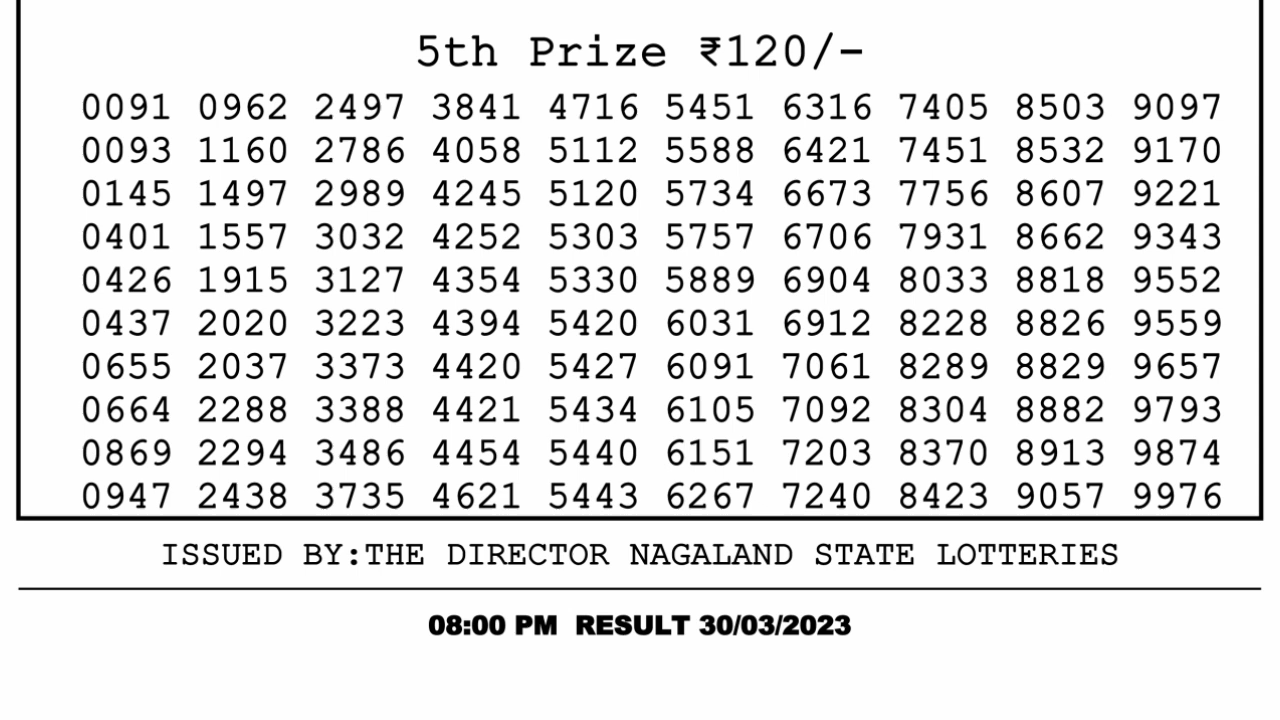 5th Prize ₹120/-
0091 0962 2497 3841 4716 5451 6316 7405 8503 9097
0093 1160 2786 4058 5112 5588 6421 7451 8532 9170
0145 1497 2989 4245 5120 5734 6673 7756 8607 9221
0401 1557 3032 4252 5303 5757 6706 7931 8662 9343
0426 1915 3127 4354 5330 5889 6904 8033 8818 9552
0437 2020 3223 4394 5420 6031 6912 8228 8826 9559
0655 2037 3373 4420 5427 6091 7061 8289 8829 9657
0664 2288 3388 4421 5434 6105 7092 8304 8882 9793
0869 2294 3486 4454 5440 6151 7203 8370 8913 9874
0947 2438 3735 4621 5443 6267 7240 8423 9057 9976
ISSUED BY:THE DIRECTOR NAGALAND STATE LOTTERIES
08:00 PM RESULT 30/03/2023